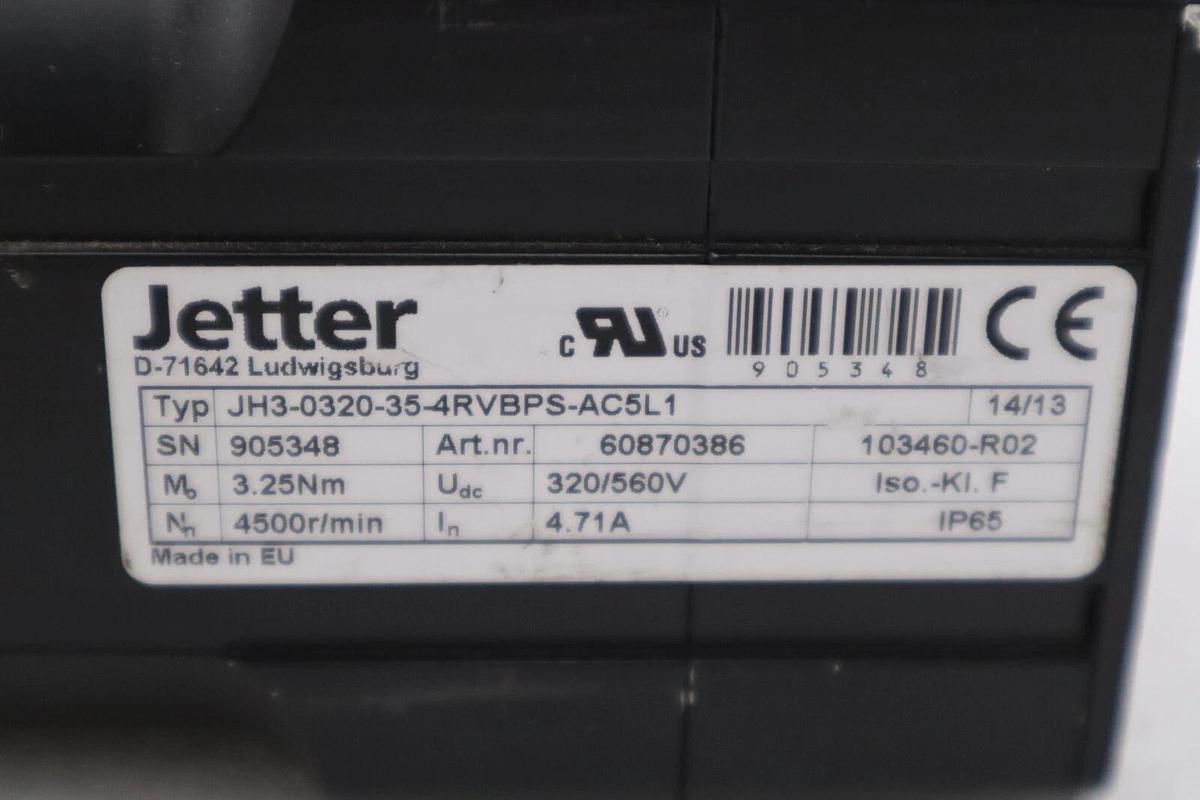 Jetter
D-71642 Ludwigsburg
c RU US
905348
CE
Typ JH3-0320-35-4RVBPS-AC5L1 14/13
SN 905348 Art.nr. 60870386 103460-R02
M₀ 3.25Nm Udc 320/560V Iso.-Kl. F
Nn 4500r/min In 4.71A IP65
Made in EU